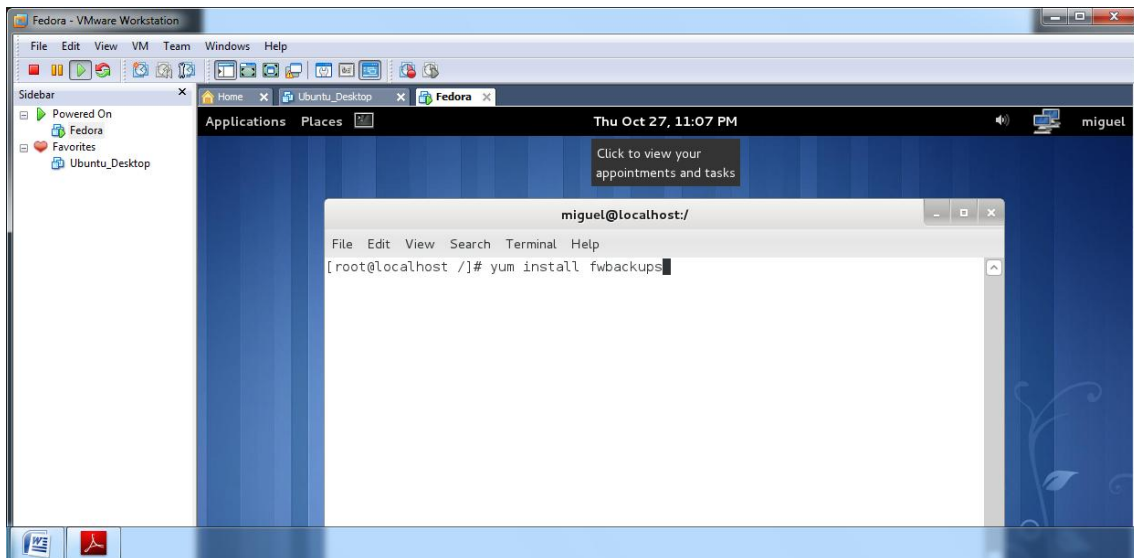 Fedora - VMware Workstation
File Edit View VM Team Windows Help
Sidebar
Home Ubuntu_Desktop Fedora
Powered On
Fedora
Favorites
Ubuntu_Desktop
Applications Places Thu Oct 27, 11:07 PM miguel
Click to view your
appointments and tasks
miguel@localhost:/
File Edit View Search Terminal Help
[root@localhost /]# yum install fwbackups